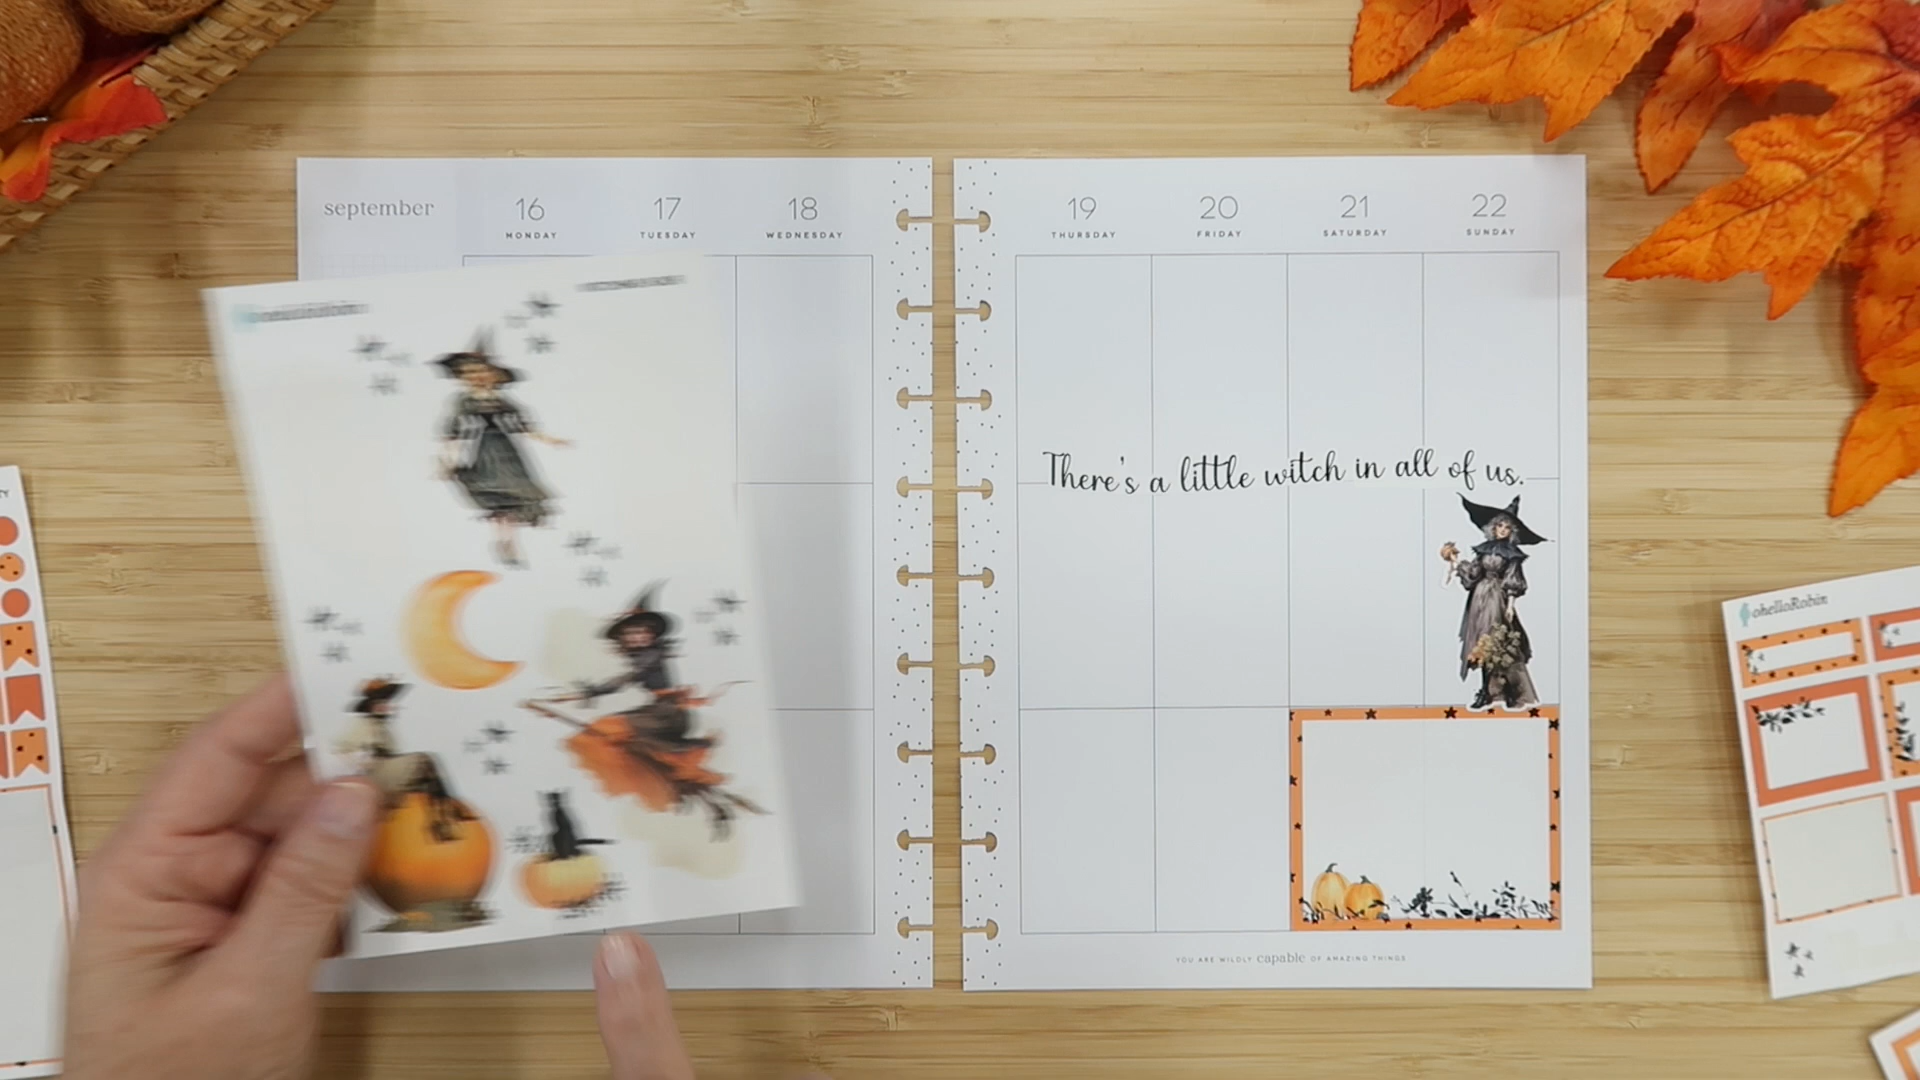 september
16
MONDAY
17
TUESDAY
18
WEDNESDAY
19
THURSDAY
20
FRIDAY
21
SATURDAY
22
SUNDAY
There's a little witch in all of us.
YOU ARE WILDLY capable OF AMAZING THINGS
ohelloRobin